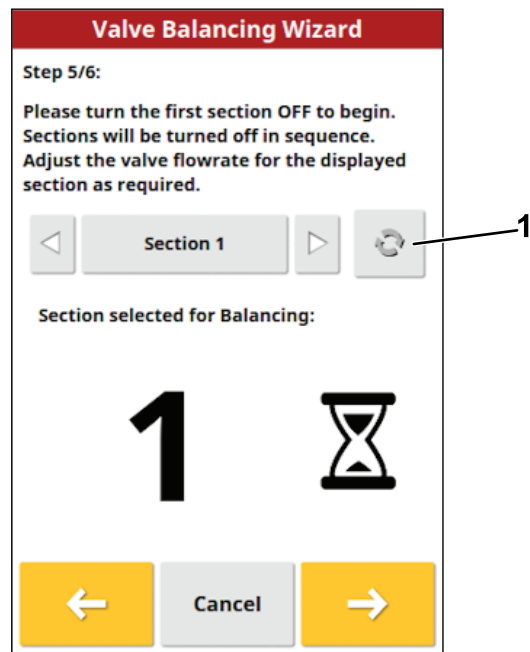 Valve Balancing Wizard
Step 5/6:
Please turn the first section OFF to begin.
Sections will be turned off in sequence.
Adjust the valve flowrate for the displayed
section as required.
Section 1
1
Section selected for Balancing:
1
Cancel